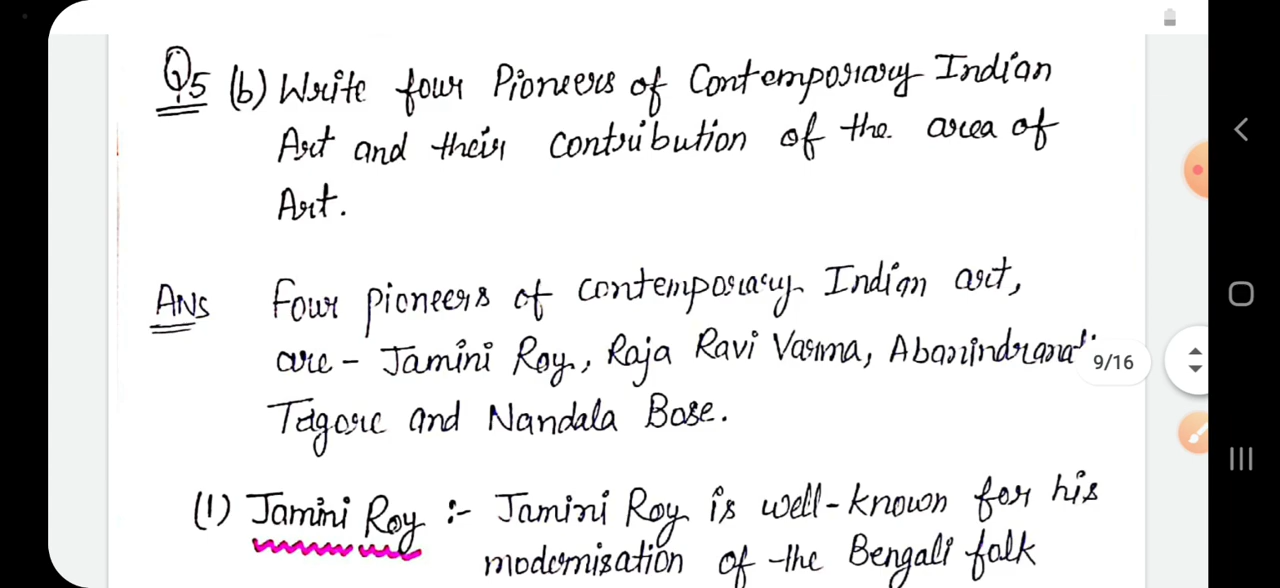 Q5 (b) Write four Pioneers of Contemporary Indian
Art and their contribution of the area of
Art.
Ans Four pioneers of contemporary Indian art,
are - Jamini Roy, Raja Ravi Varma, Abanindranat
9/16
Tagore and Nandala Bose.
(1) Jamini Roy :- Jamini Roy is well-known for his
modernisation of the Bengali falk